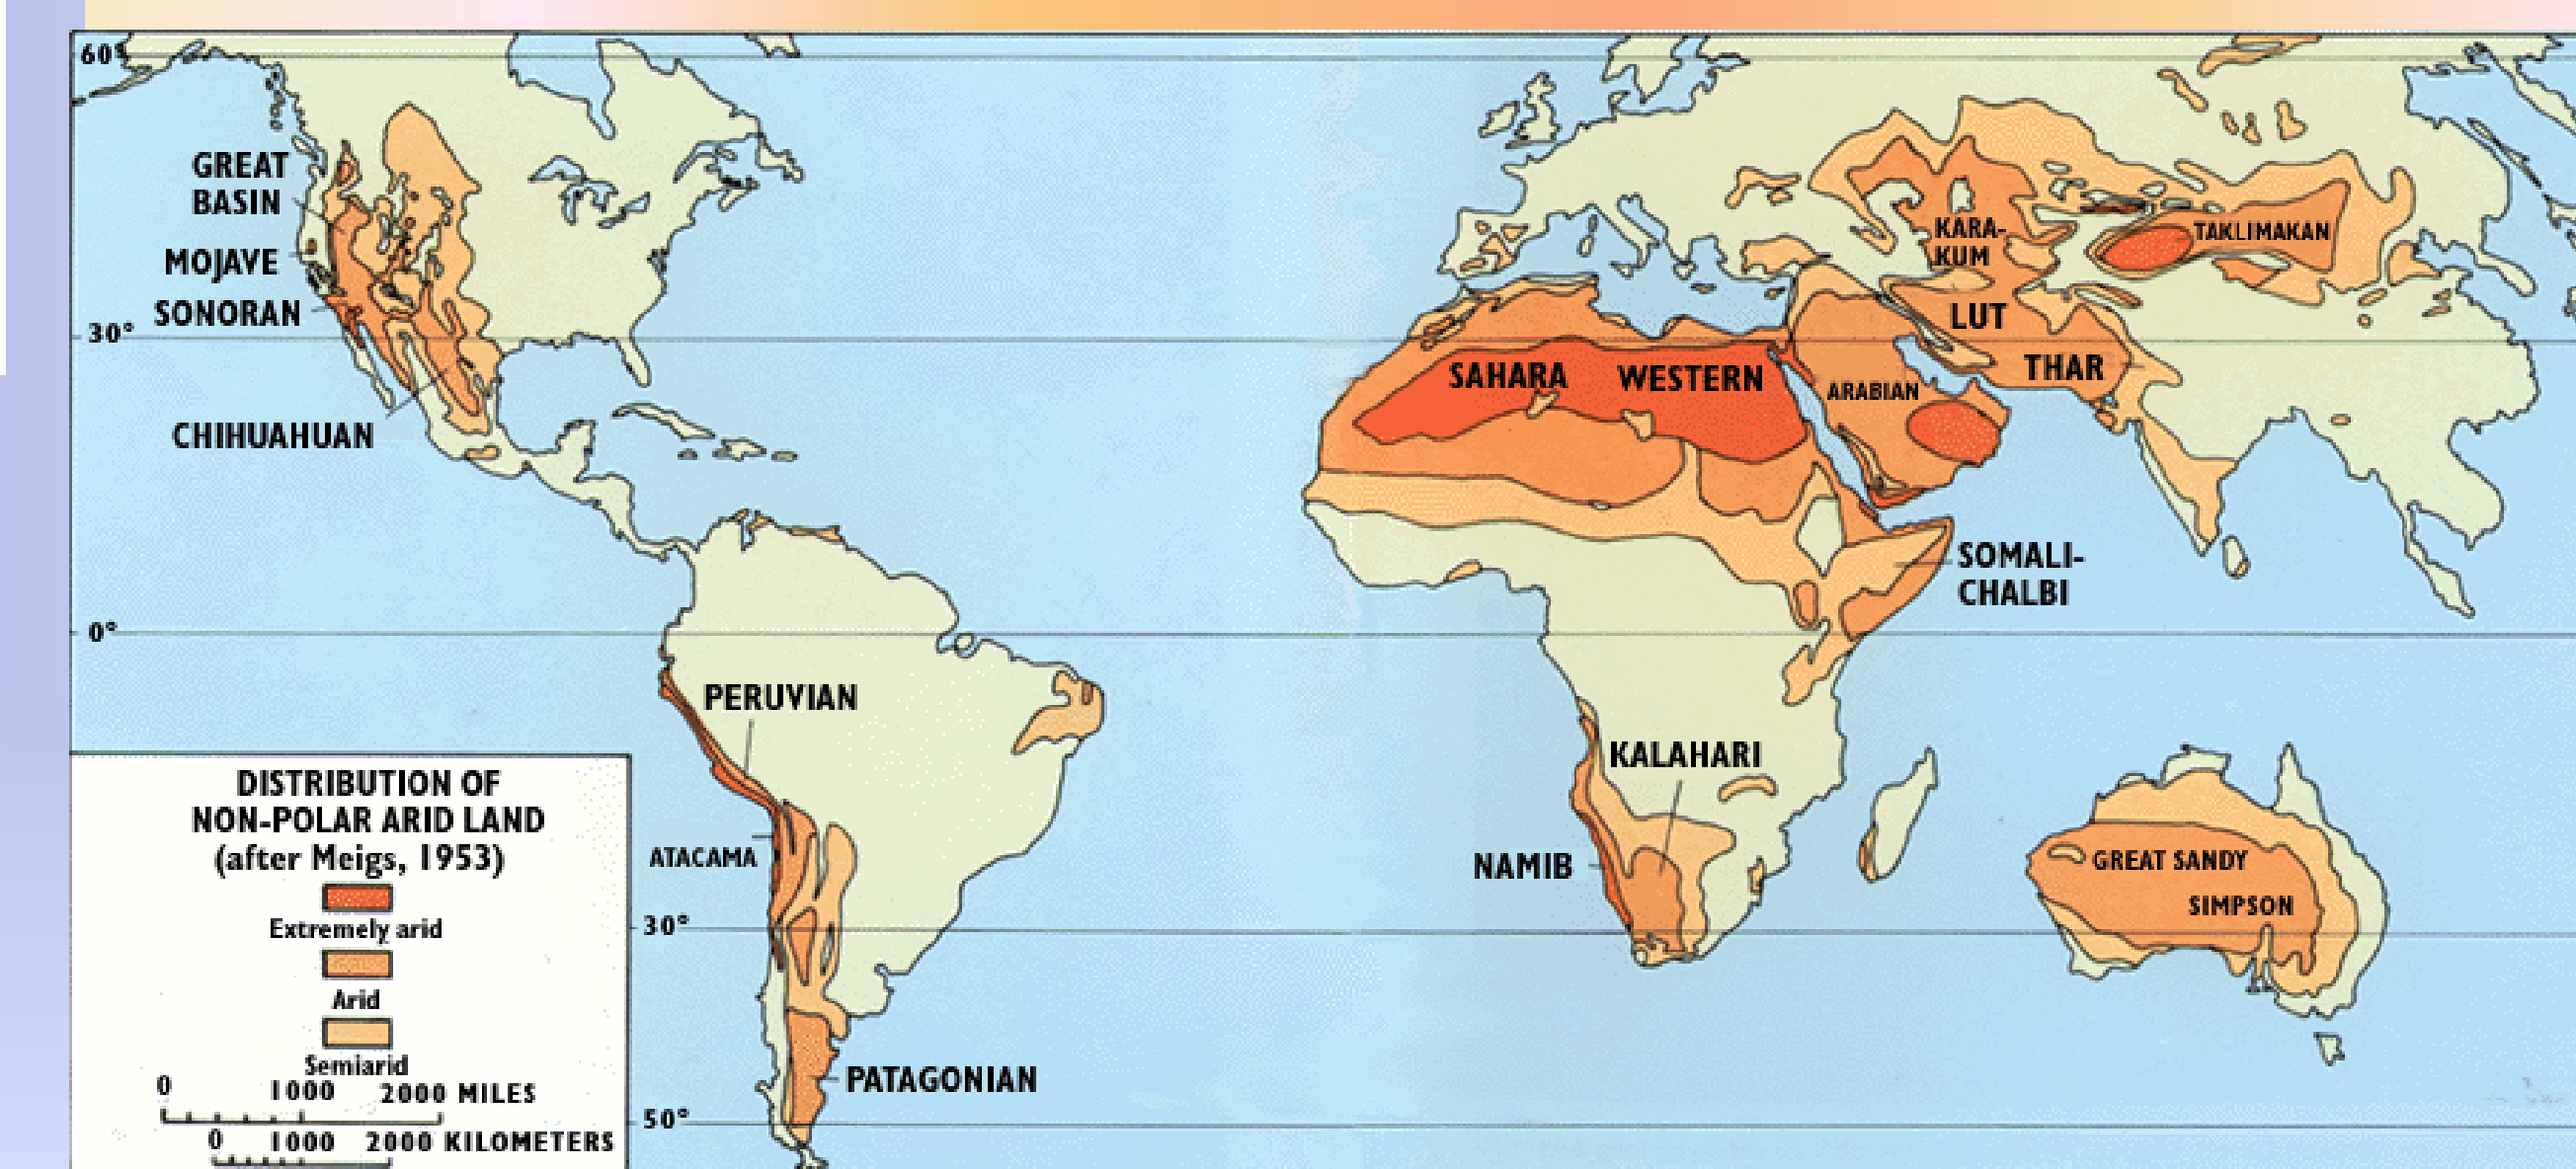 60°
GREAT
BASIN
MOJAVE
SONORAN
30°
CHIHUAHUAN
0°
PERUVIAN
ATACAMA
30°
PATAGONIAN
50°
KARA-
KUM
TAKLIMAKAN
LUT
THAR
SAHARA
WESTERN
ARABIAN
SOMALI-
CHALBI
KALAHARI
NAMIB
GREAT SANDY
SIMPSON
DISTRIBUTION OF
NON-POLAR ARID LAND
(after Meigs, 1953)
Extremely arid
Arid
Semiarid
0 1000 2000 MILES
0 1000 2000 KILOMETERS